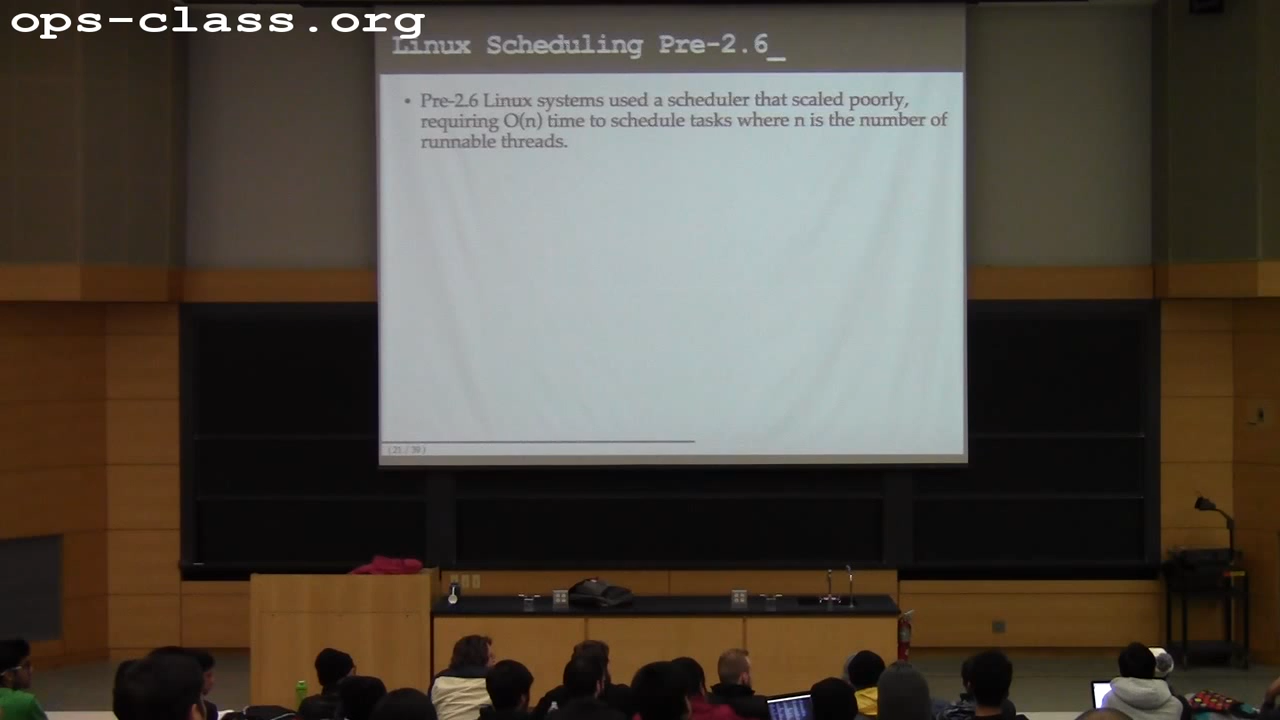 ops-class.org
Linux Scheduling Pre-2.6_
• Pre-2.6 Linux systems used a scheduler that scaled poorly,
requiring O(n) time to schedule tasks where n is the number of
runnable threads.